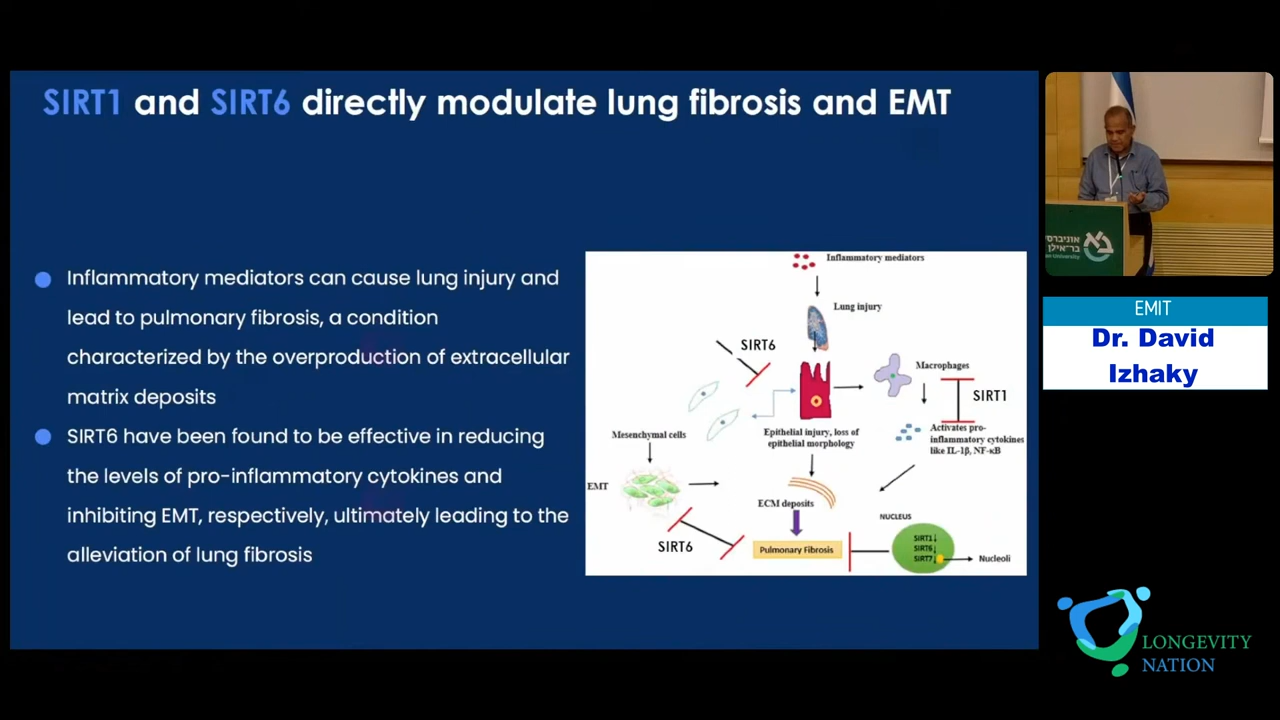 SIRT1 and SIRT6 directly modulate lung fibrosis and EMT
Inflammatory mediators can cause lung injury and
lead to pulmonary fibrosis, a condition
characterized by the overproduction of extracellular
matrix deposits
SIRT6 have been found to be effective in reducing
the levels of pro-inflammatory cytokines and
inhibiting EMT, respectively, ultimately leading to the
alleviation of lung fibrosis
Inflammatory mediators
Lung injury
SIRT6
Macrophages
SIRT1
Activates pro-
inflammatory cytokines
like IL-1β, NF-κB
Epithelial injury, loss of
epithelial morphology
Mesenchymal cells
EMT
ECM deposits
SIRT6
Pulmonary Fibrosis
NUCLEUS
SIRT1↓
SIRT6↓
SIRT7↓
Nucleoli
אוניברסי
בר־אילן
University
EMIT
Dr. David
Izhaky
LONGEVITY
NATION